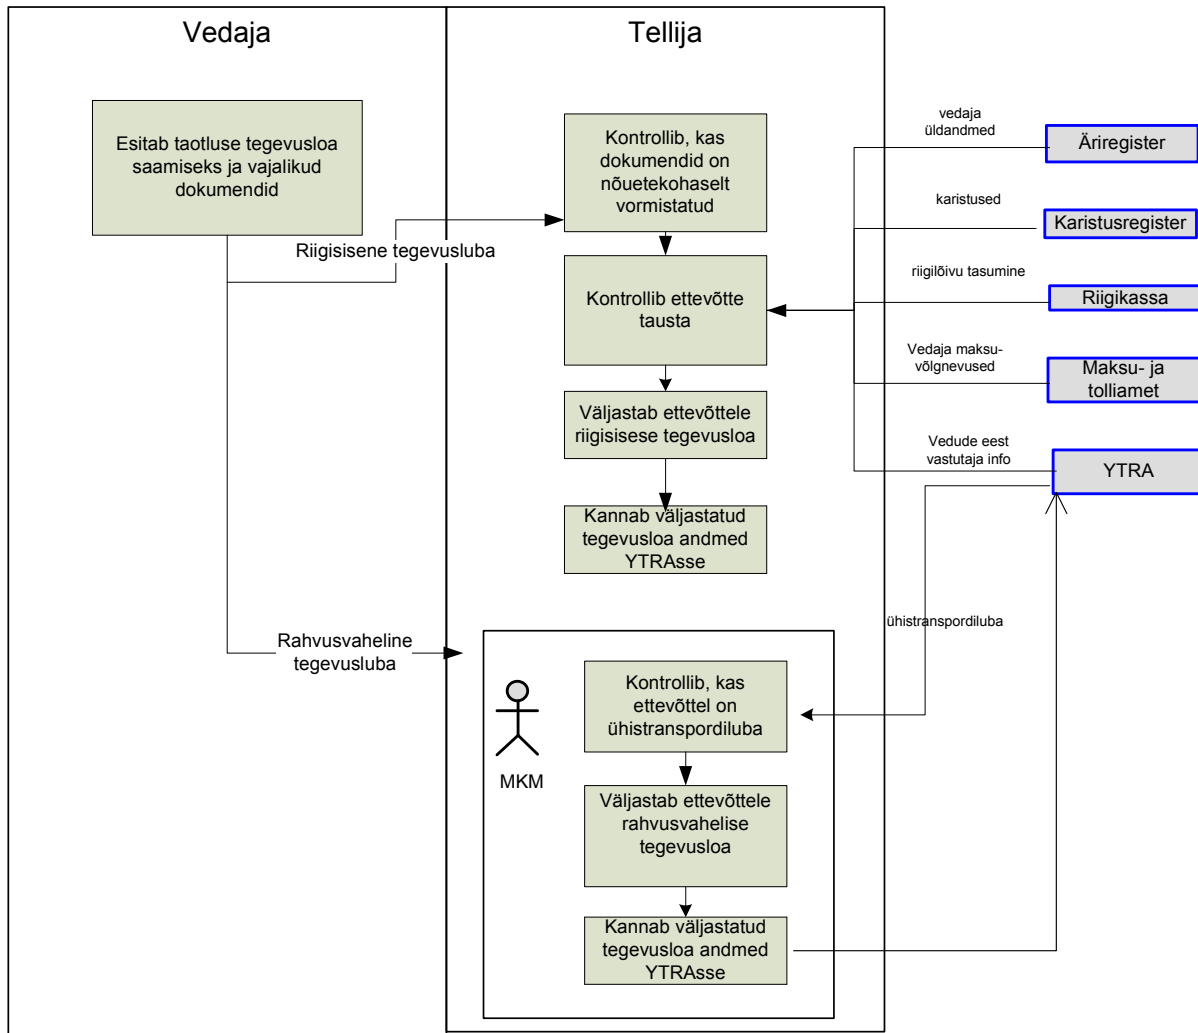 Vedaja
Tellija
Esitab taotluse tegevusloa
saamiseks ja vajalikud
dokumendid
Kontrollib, kas
dokumendid on
nõuetekohaselt
vormistatud
vedaja
üldandmed
Äriregister
karistused
Karistusregister
Riigisisene tegevusluba
Kontrollib ettevõtte
tausta
riigilõivu tasumine
Riigikassa
Vedaja maksu-
võlgnevused
Maksu- ja
tolliamet
Väljastab ettevõttele
riigisisese tegevusloa
Vedude eest
vastutaja info
YTRA
Kannab väljastatud
tegevusloa andmed
YTRAsse
ühistranspordiluba
Rahvusvaheline
tegevusluba
Kontrollib, kas
ettevõttel on
ühistranspordiluba
MKM
Väljastab ettevõttele
rahvusvahelise
tegevusloa
Kannab väljastatud
tegevusloa andmed
YTRAsse